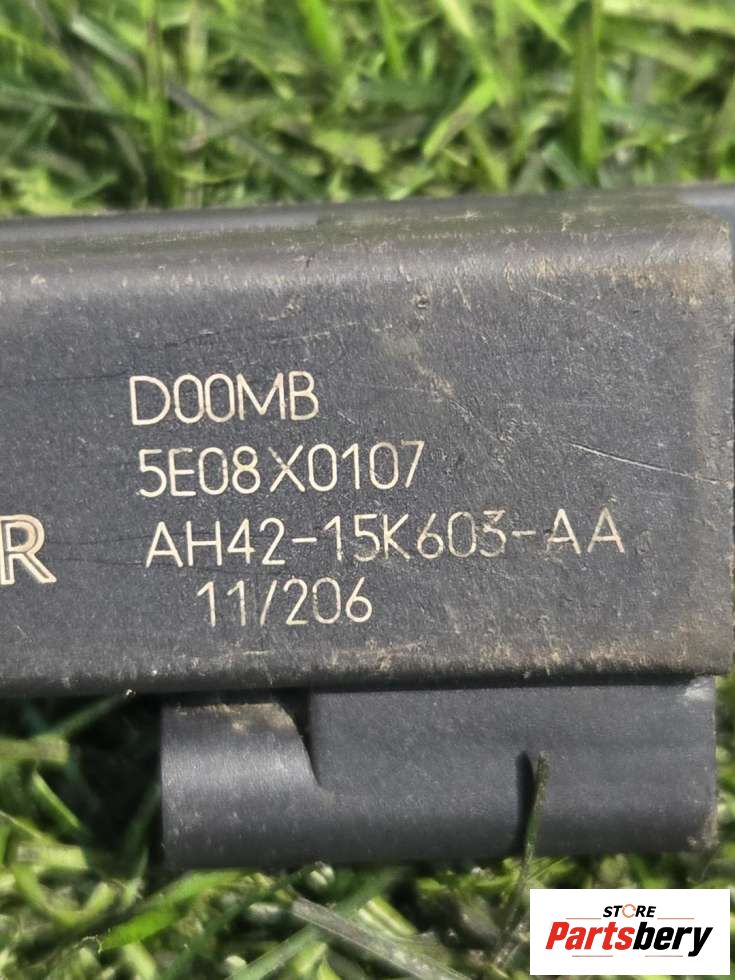 D00MB
5E08X0107
R
AH42-15K603-AA
11/206
STORE
Partsbery